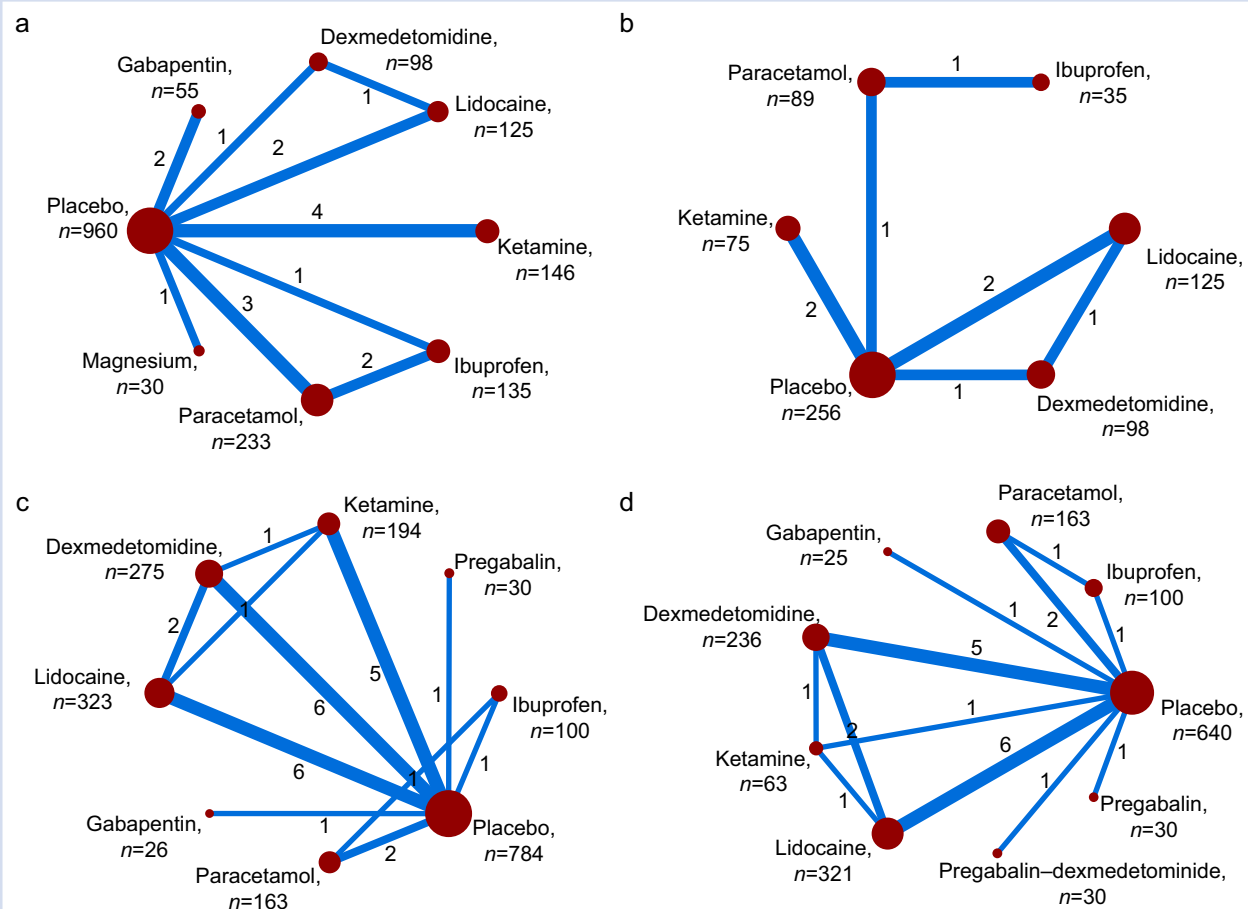 a
Dexmedetomidine,
n=98
Gabapentin,
n=55
1
Lidocaine,
n=125
1
2
2
Placebo,
n=960
4
Ketamine,
n=146
1
1
3
Magnesium,
n=30
2
Ibuprofen,
n=135
Paracetamol,
n=233
b
1
Paracetamol,
n=89
Ibuprofen,
n=35
Ketamine,
n=75
1
Lidocaine,
n=125
2
2
1
Placebo,
n=256
1
Dexmedetomidine,
n=98
c
Ketamine,
n=194
1
Dexmedetomidine,
n=275
Pregabalin,
n=30
1
2
Lidocaine,
n=323
5
1
6
Ibuprofen,
n=100
6
1
1
Gabapentin,
n=26
1
Placebo,
n=784
2
Paracetamol,
n=163
d
Paracetamol,
n=163
Gabapentin,
n=25
1
Ibuprofen,
n=100
1
2
1
Dexmedetomidine,
n=236
5
1
1
2
Placebo,
n=640
6
Ketamine,
n=63
1
1
1
Pregabalin,
n=30
Lidocaine,
n=321
Pregabalin–dexmedetominide,
n=30